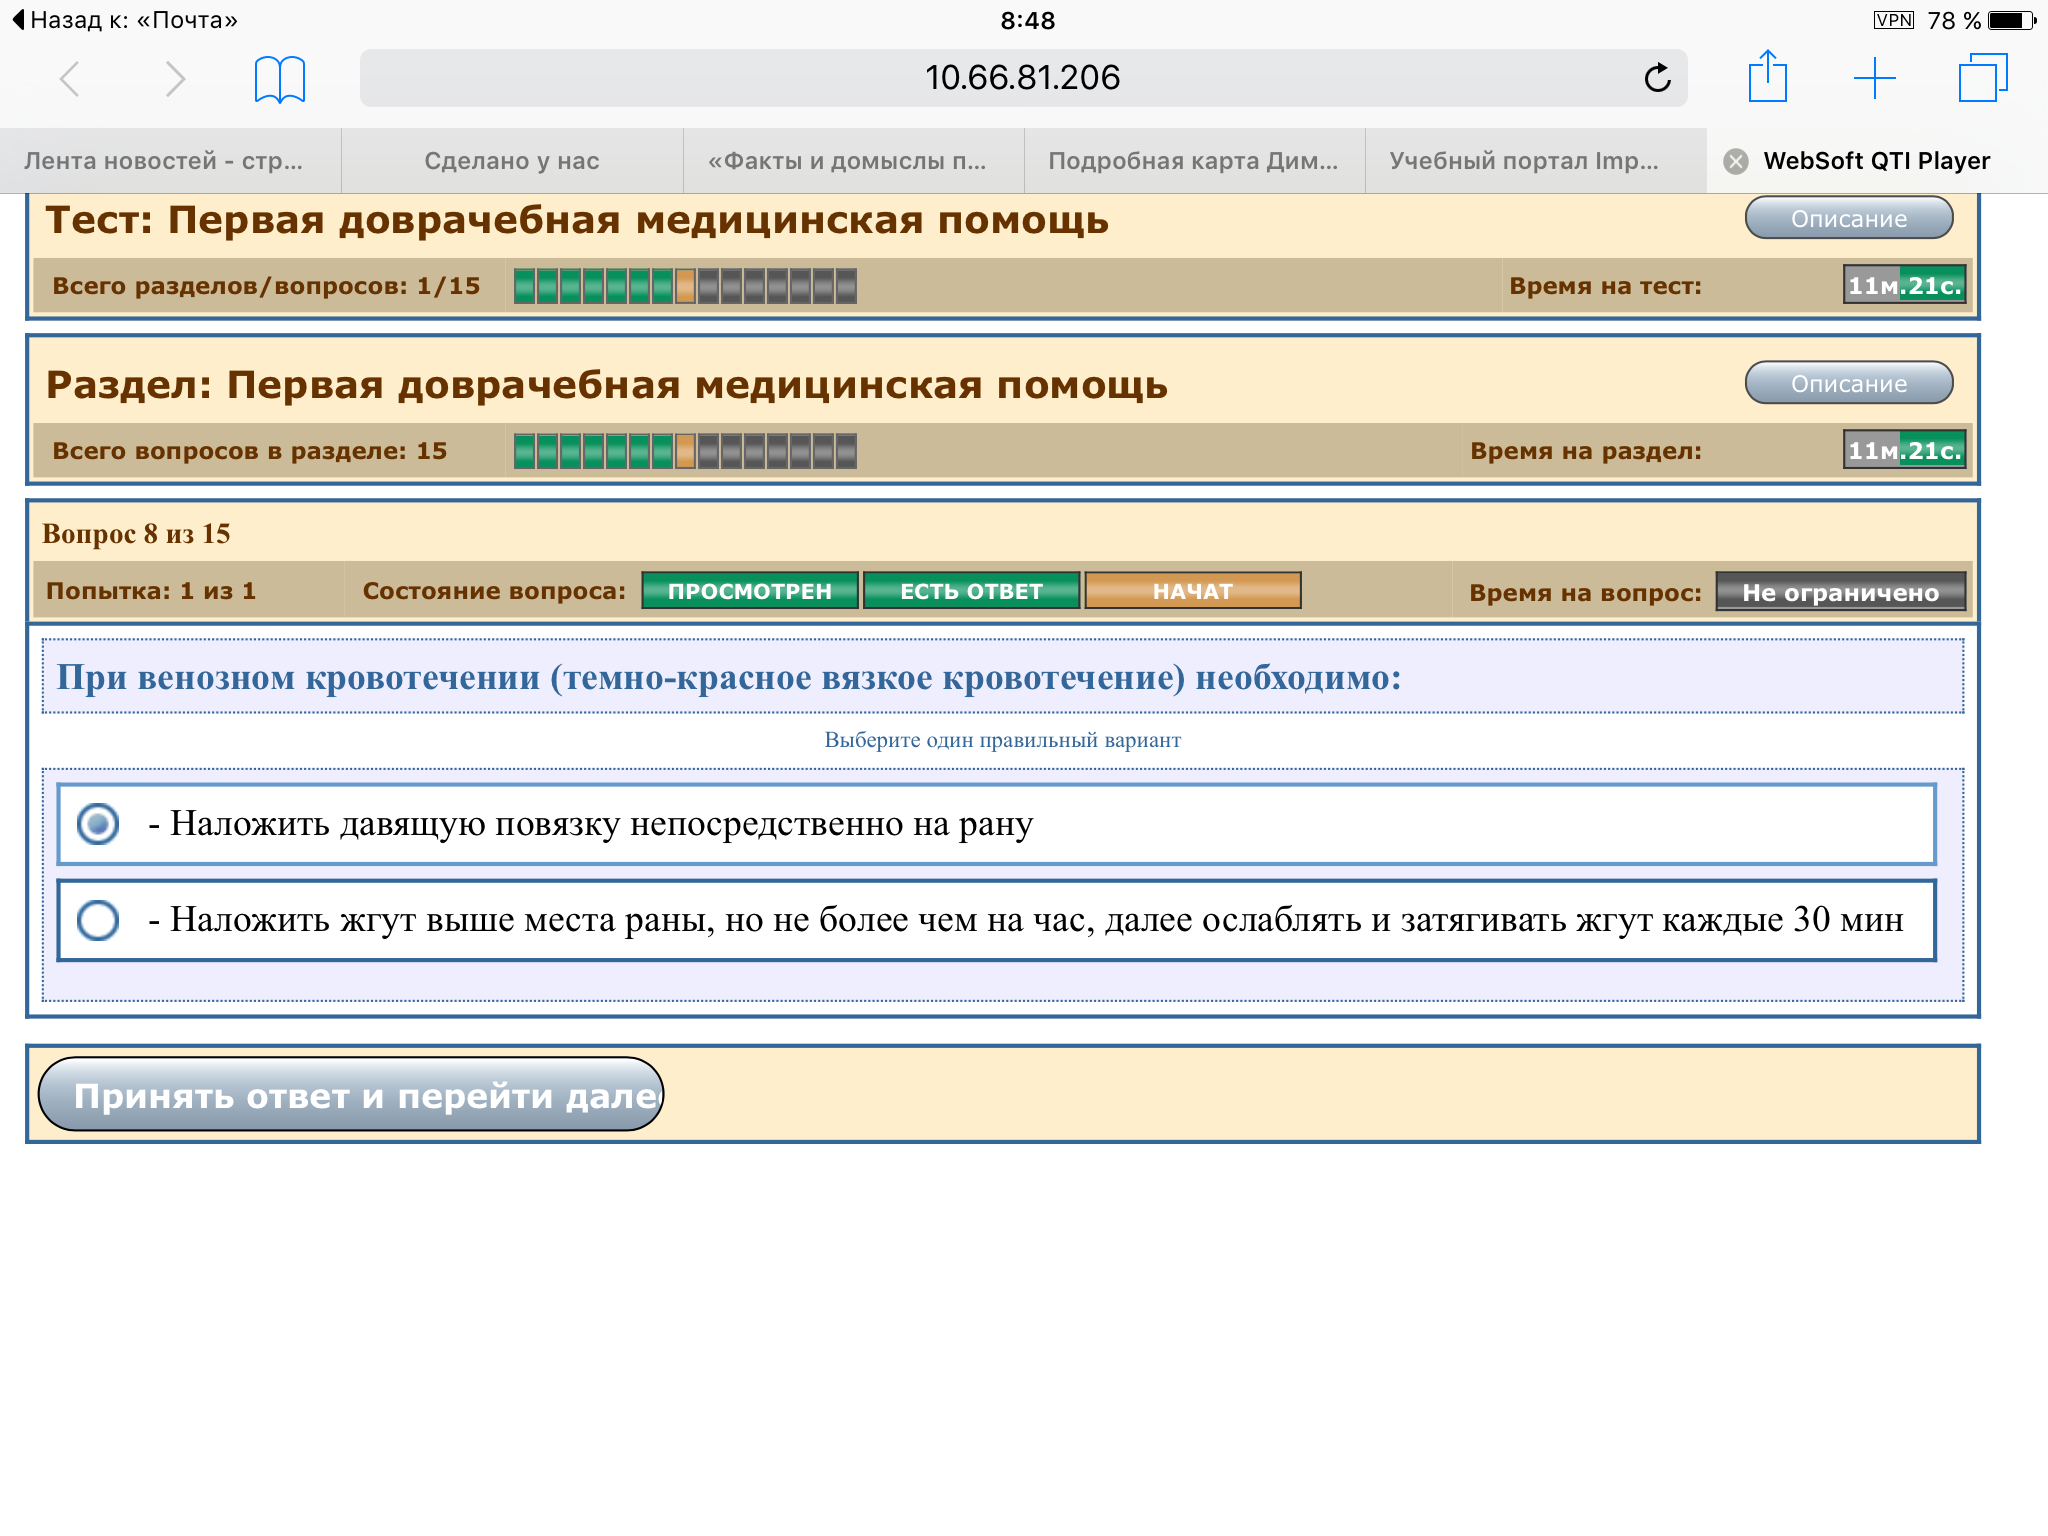 Назад к: «Почта»
8:48
VPN 78 %
10.66.81.206
Лента новостей - стр...
Сделано у нас
«Факты и домыслы п...
Подробная карта Дим...
Учебный портал Imp...
WebSoft QTI Player
Тест: Первая доврачебная медицинская помощь
Описание
Всего разделов/вопросов: 1/15
Время на тест:
11м.21с.
Раздел: Первая доврачебная медицинская помощь
Описание
Всего вопросов в разделе: 15
Время на раздел:
11м.21с.
Вопрос 8 из 15
Попытка: 1 из 1
Состояние вопроса:
ПРОСМОТРЕН
ЕСТЬ ОТВЕТ
НАЧАТ
Время на вопрос:
Не ограничено
При венозном кровотечении (темно-красное вязкое кровотечение) необходимо:
Выберите один правильный вариант
- Наложить давящую повязку непосредственно на рану
- Наложить жгут выше места раны, но не более чем на час, далее ослаблять и затягивать жгут каждые 30 мин
Принять ответ и перейти дале